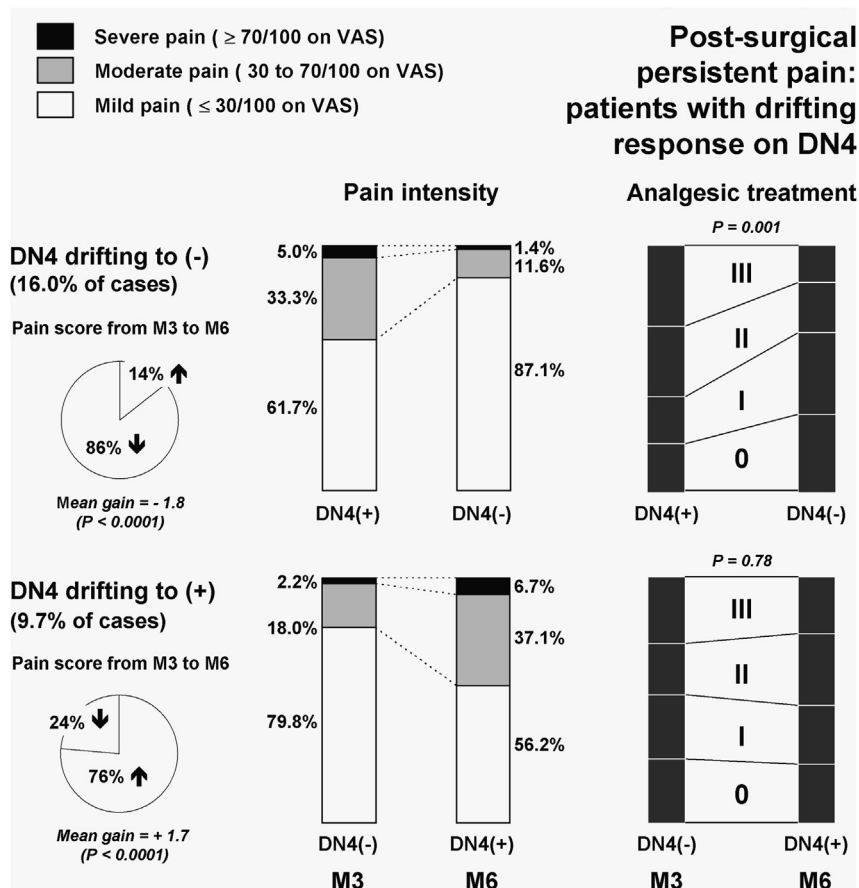 Severe pain ( ≥ 70/100 on VAS)
Moderate pain ( 30 to 70/100 on VAS)
Mild pain ( ≤ 30/100 on VAS)
Post-surgical
persistent pain:
patients with drifting
response on DN4
Pain intensity
Analgesic treatment
P = 0.001
DN4 drifting to (-)
(16.0% of cases)
Pain score from M3 to M6
14%
86%
Mean gain = - 1.8
(P < 0.0001)
5.0%
33.3%
61.7%
1.4%
11.6%
87.1%
DN4(+)
DN4(-)
III
II
I
0
DN4(+)
DN4(-)
P = 0.78
DN4 drifting to (+)
(9.7% of cases)
Pain score from M3 to M6
24%
76%
Mean gain = + 1.7
(P < 0.0001)
2.2%
18.0%
79.8%
6.7%
37.1%
56.2%
DN4(-)
DN4(+)
M3
M6
III
II
I
0
DN4(-)
DN4(+)
M3
M6